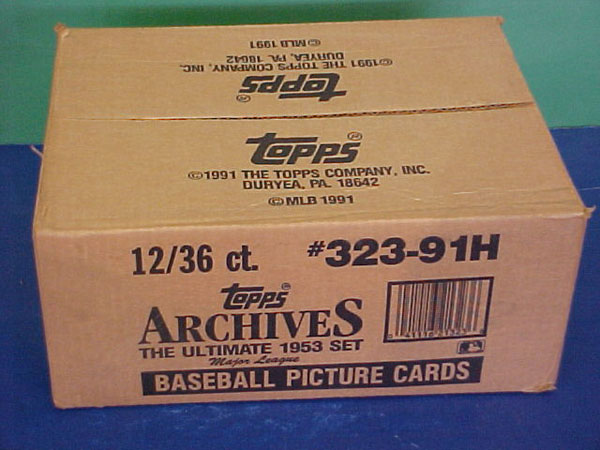 ©MLB 1991
DURYEA, PA. 18642
©1991 THE TOPPS COMPANY, INC.
topps®
topps®
©1991 THE TOPPS COMPANY, INC.
DURYEA, PA. 18642
©MLB 1991
12/36 ct. #323-91H
topps®
ARCHIVES
THE ULTIMATE 1953 SET
Major League
BASEBALL PICTURE CARDS